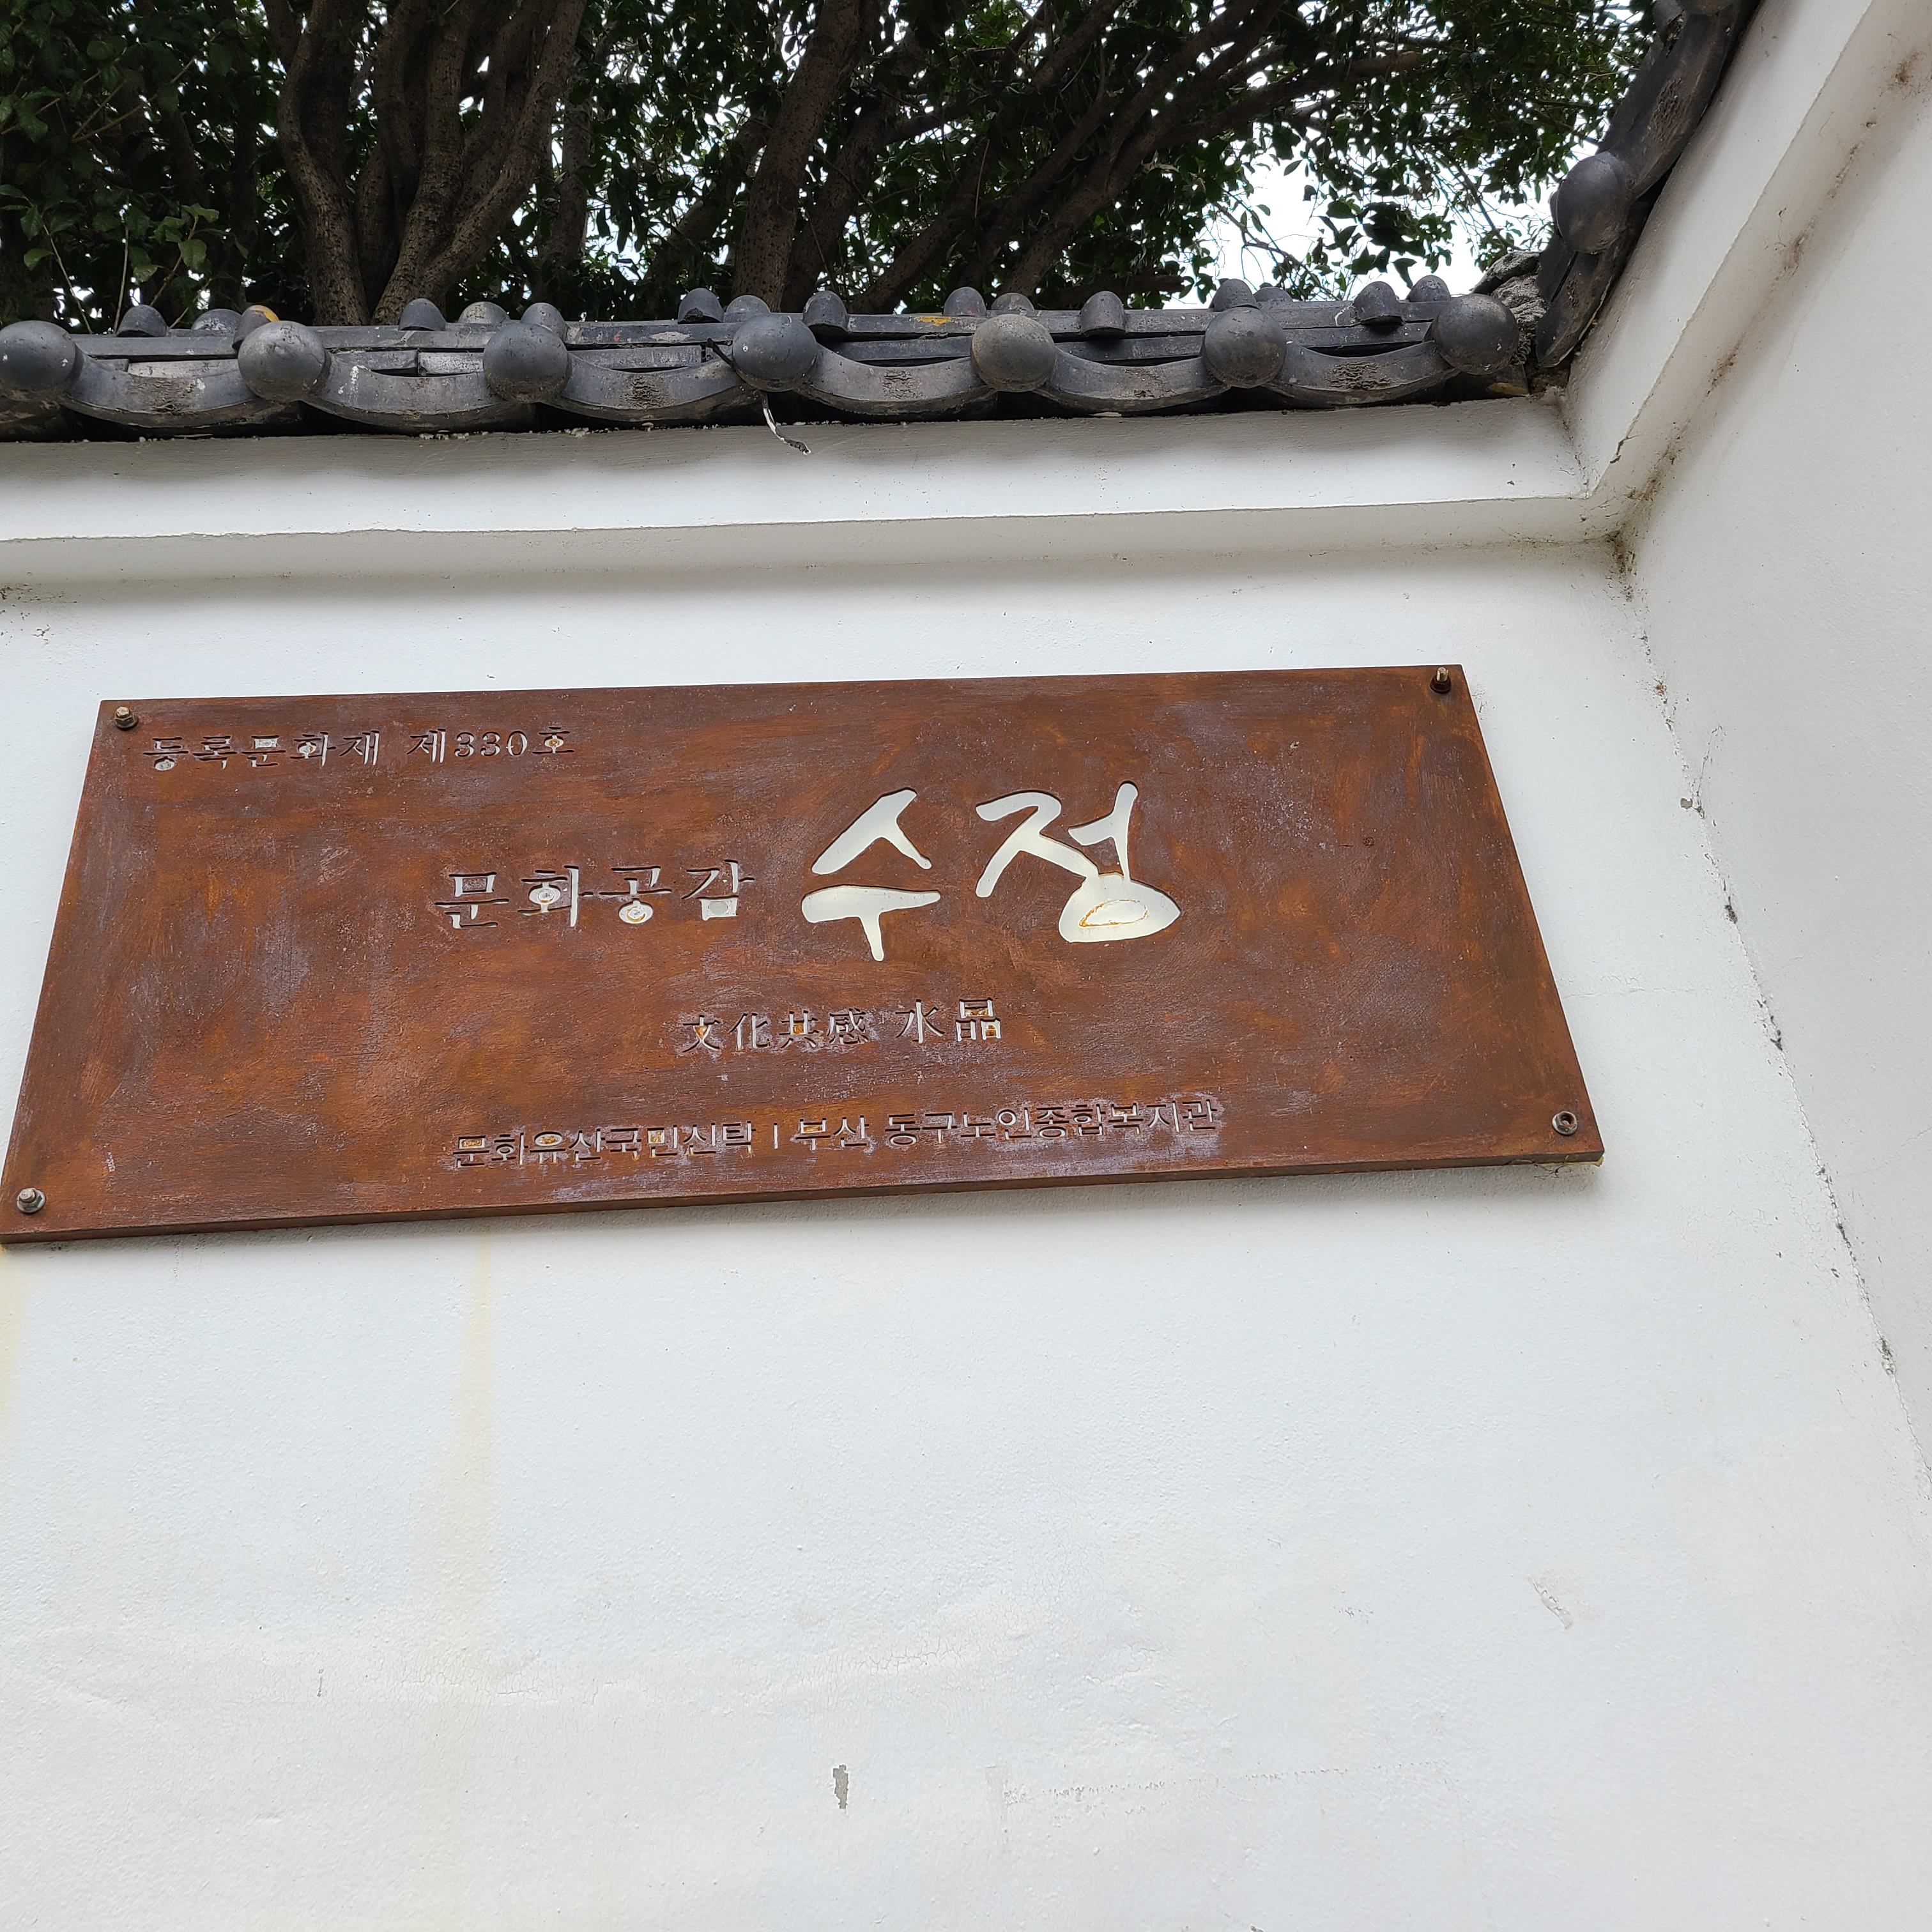 등록문화재 제330호
문화공감 수정
文化共感 水晶
문화유산국민신탁 | 부산 동구노인종합복지관